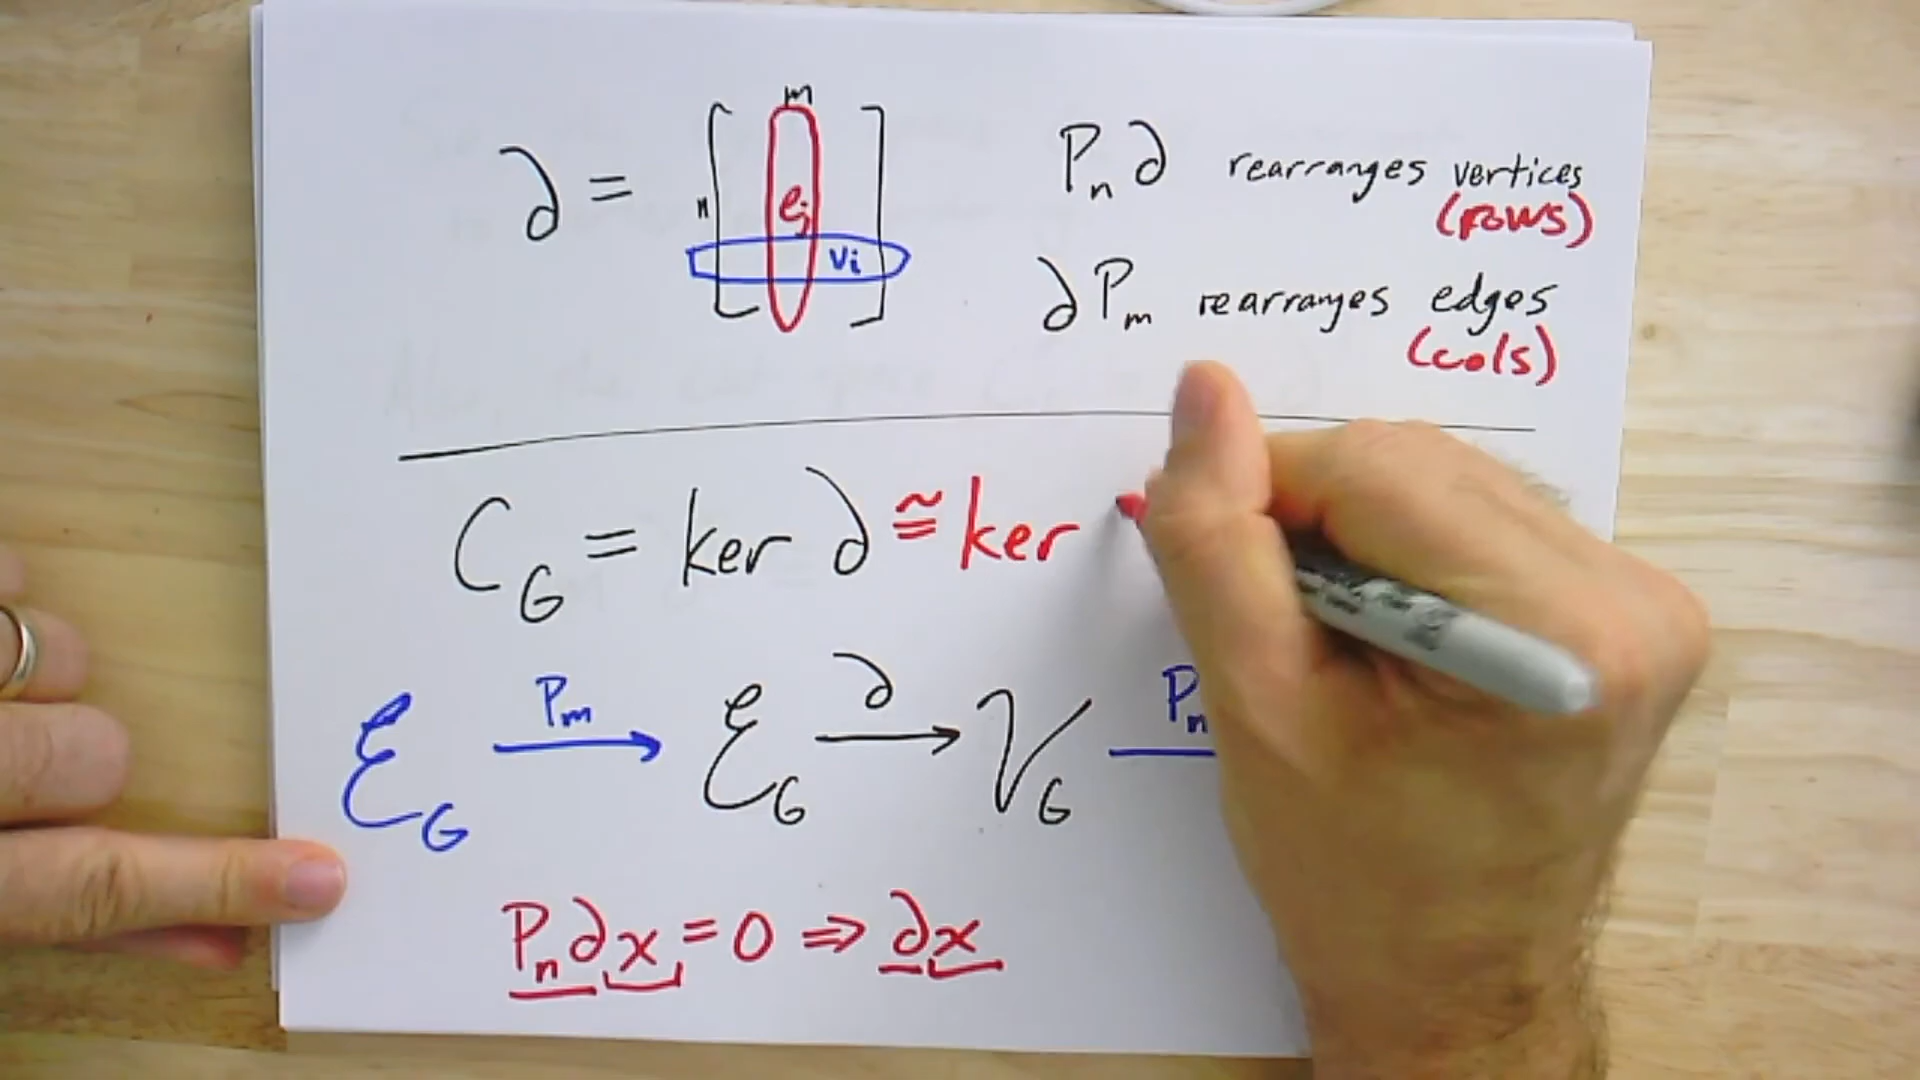 m
∂ = n [ e_j v_i ]
P_n ∂ rearranges vertices
(rows)
∂ P_m rearranges edges
(cols)
C_G = ker ∂ ≅ ker
ℰ_G P_m → ℰ_G ∂ → 𝒱_G P_n
P_n ∂x = 0 ⇒ ∂x